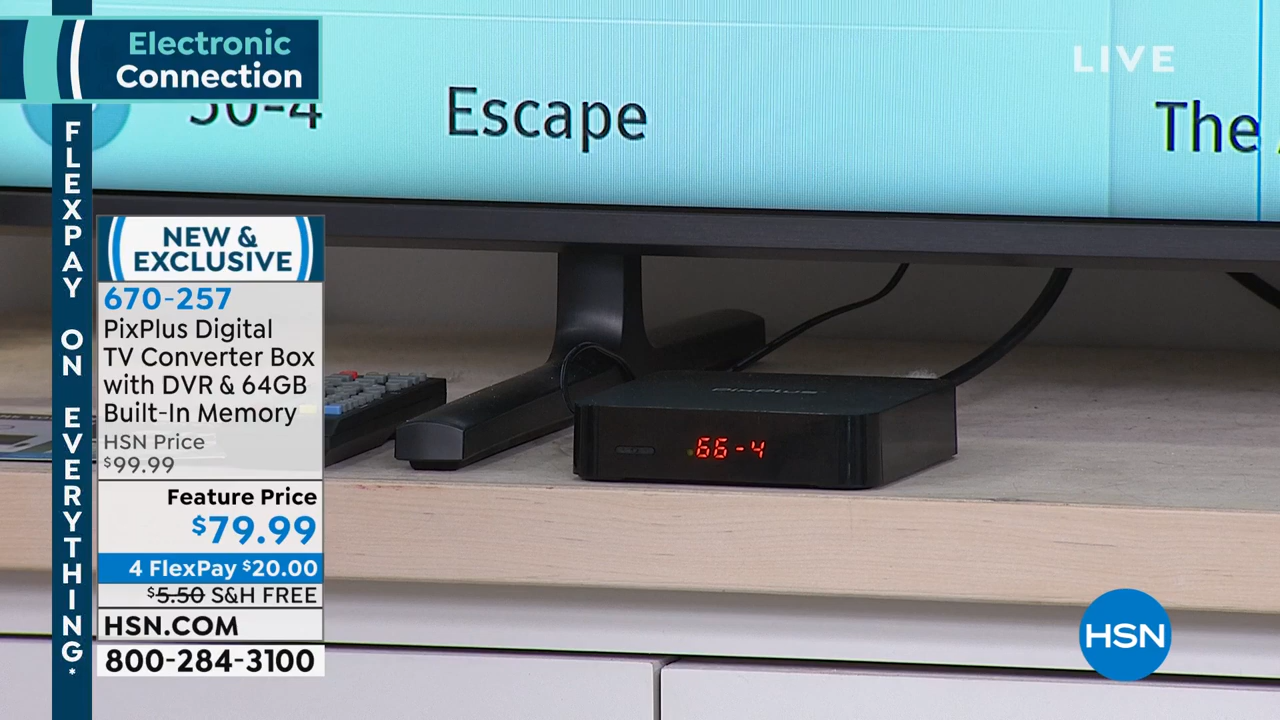 Electronic
Connection
LIVE
50-4
Escape
The
FLEXPAY ON EVERYTHING*
NEW &
EXCLUSIVE
670-257
PixPlus Digital
TV Converter Box
with DVR & 64GB
Built-In Memory
HSN Price
$99.99
Feature Price
$79.99
4 FlexPay $20.00
$5.50 S&H FREE
HSN.COM
800-284-3100
PIXPLUS
66-4
HSN